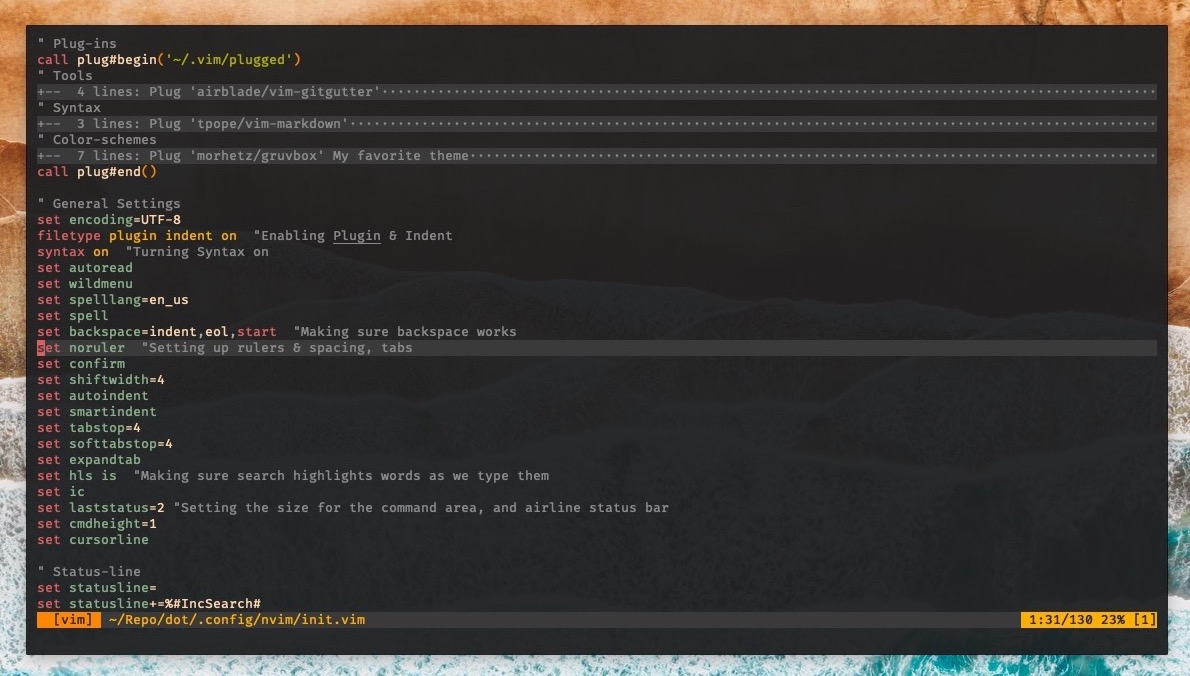 " Plug-ins
call plug#begin('~/.vim/plugged')
" Tools
+--  4 lines: Plug 'airblade/vim-gitgutter'················································································
" Syntax
+--  3 lines: Plug 'tpope/vim-markdown'····················································································
" Color-schemes
+--  7 lines: Plug 'morhetz/gruvbox' My favorite theme·····················································································
call plug#end()

" General Settings
set encoding=UTF-8
filetype plugin indent on  "Enabling Plugin & Indent
syntax on  "Turning Syntax on
set autoread
set wildmenu
set spelllang=en_us
set spell
set backspace=indent,eol,start  "Making sure backspace works
set noruler  "Setting up rulers & spacing, tabs
set confirm
set shiftwidth=4
set autoindent
set smartindent
set tabstop=4
set softtabstop=4
set expandtab
set hls is  "Making sure search highlights words as we type them
set ic
set laststatus=2 "Setting the size for the command area, and airline status bar
set cmdheight=1
set cursorline

" Status-line
set statusline=
set statusline+=%#IncSearch#
[vim] ~/Repo/dot/.config/nvim/init.vim 1:31/130 23% [1]